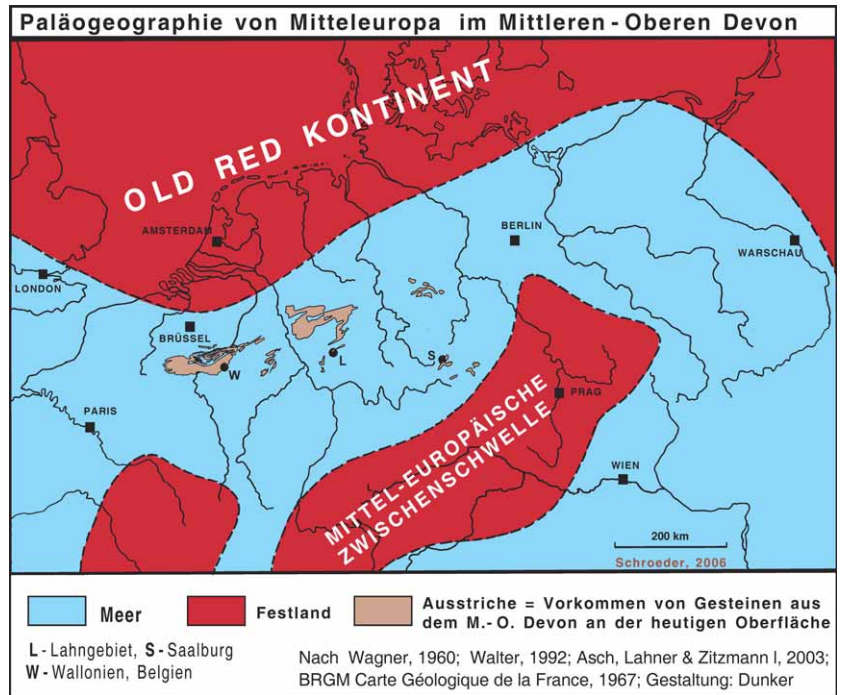 Paläogeographie von Mitteleuropa im Mittleren - Oberen Devon
OLD RED KONTINENT
AMSTERDAM
BERLIN
WARSCHAU
LONDON
BRÜSSEL
W
L
S
PARIS
PRAG
MITTEL-EUROPÄISCHE
ZWISCHENSCHWELLE
WIEN
200 km
Schroeder, 2006
Meer
Festland
Ausstriche = Vorkommen von Gesteinen aus
dem M.- O. Devon an der heutigen Oberfläche
L - Lahngebiet, S - Saalburg
W - Wallonien, Belgien
Nach Wagner, 1960; Walter, 1992; Asch, Lahner & Zitzmann I, 2003;
BRGM Carte Géologique de la France, 1967; Gestaltung: Dunker